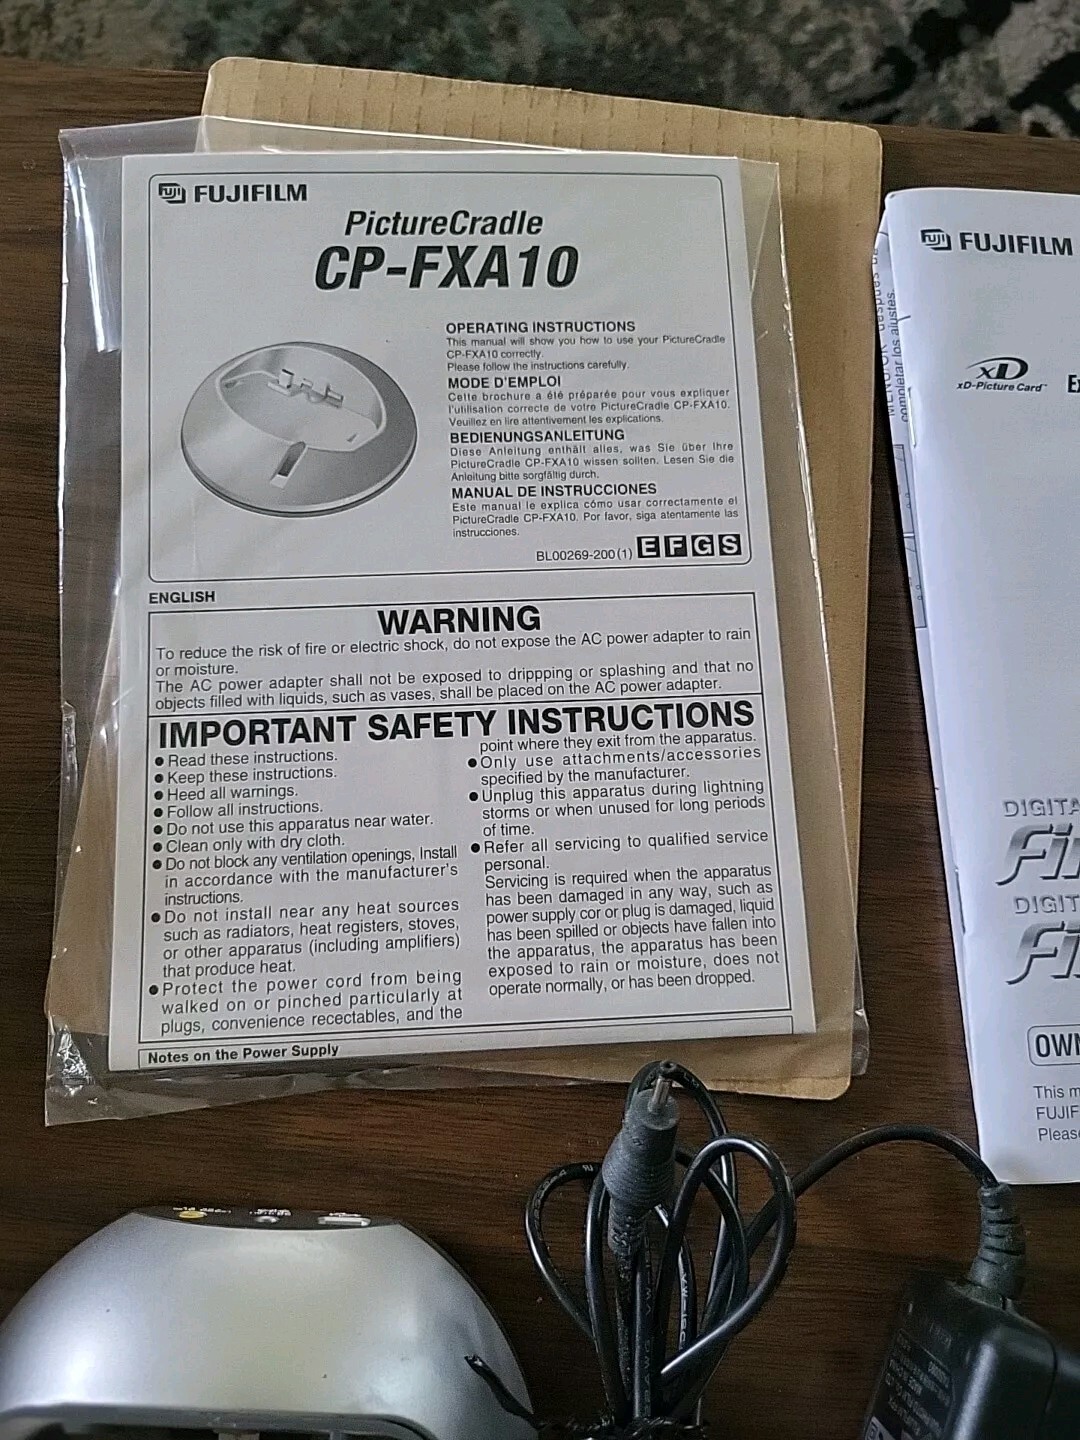 FUJIFILM
PictureCradle
CP-FXA10
OPERATING INSTRUCTIONS
This manual will show you how to use your PictureCradle
CP-FXA10 correctly.
Please follow the instructions carefully.
MODE D'EMPLOI
Cette brochure a été préparée pour vous expliquer
l'utilisation correcte de votre PictureCradle CP-FXA10.
Veuillez en lire attentivement les explications.
BEDIENUNGSANLEITUNG
Diese Anleitung enthält alles, was Sie über Ihre
PictureCradle CP-FXA10 wissen sollten. Lesen Sie die
Anleitung bitte sorgfältig durch.
MANUAL DE INSTRUCCIONES
Este manual le explica cómo usar correctamente el
PictureCradle CP-FXA10. Por favor, siga atentamente las
instrucciones.
BL00269-200(1) E F G S
ENGLISH
WARNING
To reduce the risk of fire or electric shock, do not expose the AC power adapter to rain
or moisture.
The AC power adapter shall not be exposed to drippping or splashing and that no
objects filled with liquids, such as vases, shall be placed on the AC power adapter.
IMPORTANT SAFETY INSTRUCTIONS
● Read these instructions.
● Keep these instructions.
● Heed all warnings.
● Follow all instructions.
● Do not use this apparatus near water.
● Clean only with dry cloth.
● Do not block any ventilation openings, Install
in accordance with the manufacturer's
instructions.
● Do not install near any heat sources
such as radiators, heat registers, stoves,
or other apparatus (including amplifiers)
that produce heat.
● Protect the power cord from being
walked on or pinched particularly at
plugs, convenience recectables, and the
point where they exit from the apparatus.
● Only use attachments/accessories
specified by the manufacturer.
● Unplug this apparatus during lightning
storms or when unused for long periods
of time.
● Refer all servicing to qualified service
personal.
Servicing is required when the apparatus
has been damaged in any way, such as
power supply cor or plug is damaged, liquid
has been spilled or objects have fallen into
the apparatus, the apparatus has been
exposed to rain or moisture, does not
operate normally, or has been dropped.
Notes on the Power Supply
MENU/OK después de
completar los ajustes.
FUJIFILM
xD
xD-Picture Card™
DIGITA
Fi
DIGIT
Fi
OWN
This m
FUJIF
Pleas